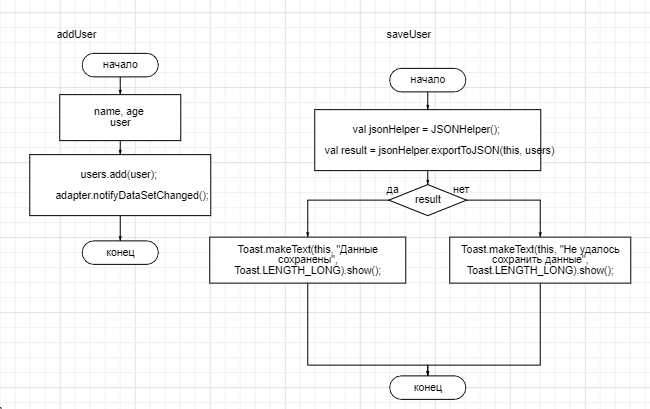 addUser
начало
name, age
user
users.add(user);
adapter.notifyDataSetChanged();
конец
saveUser
начало
val jsonHelper = JSONHelper();
val result = jsonHelper.exportToJSON(this, users)
да
нет
result
Toast.makeText(this, "Данные
сохранены",
Toast.LENGTH_LONG).show();
Toast.makeText(this, "Не удалось
сохранить данные",
Toast.LENGTH_LONG).show();
конец